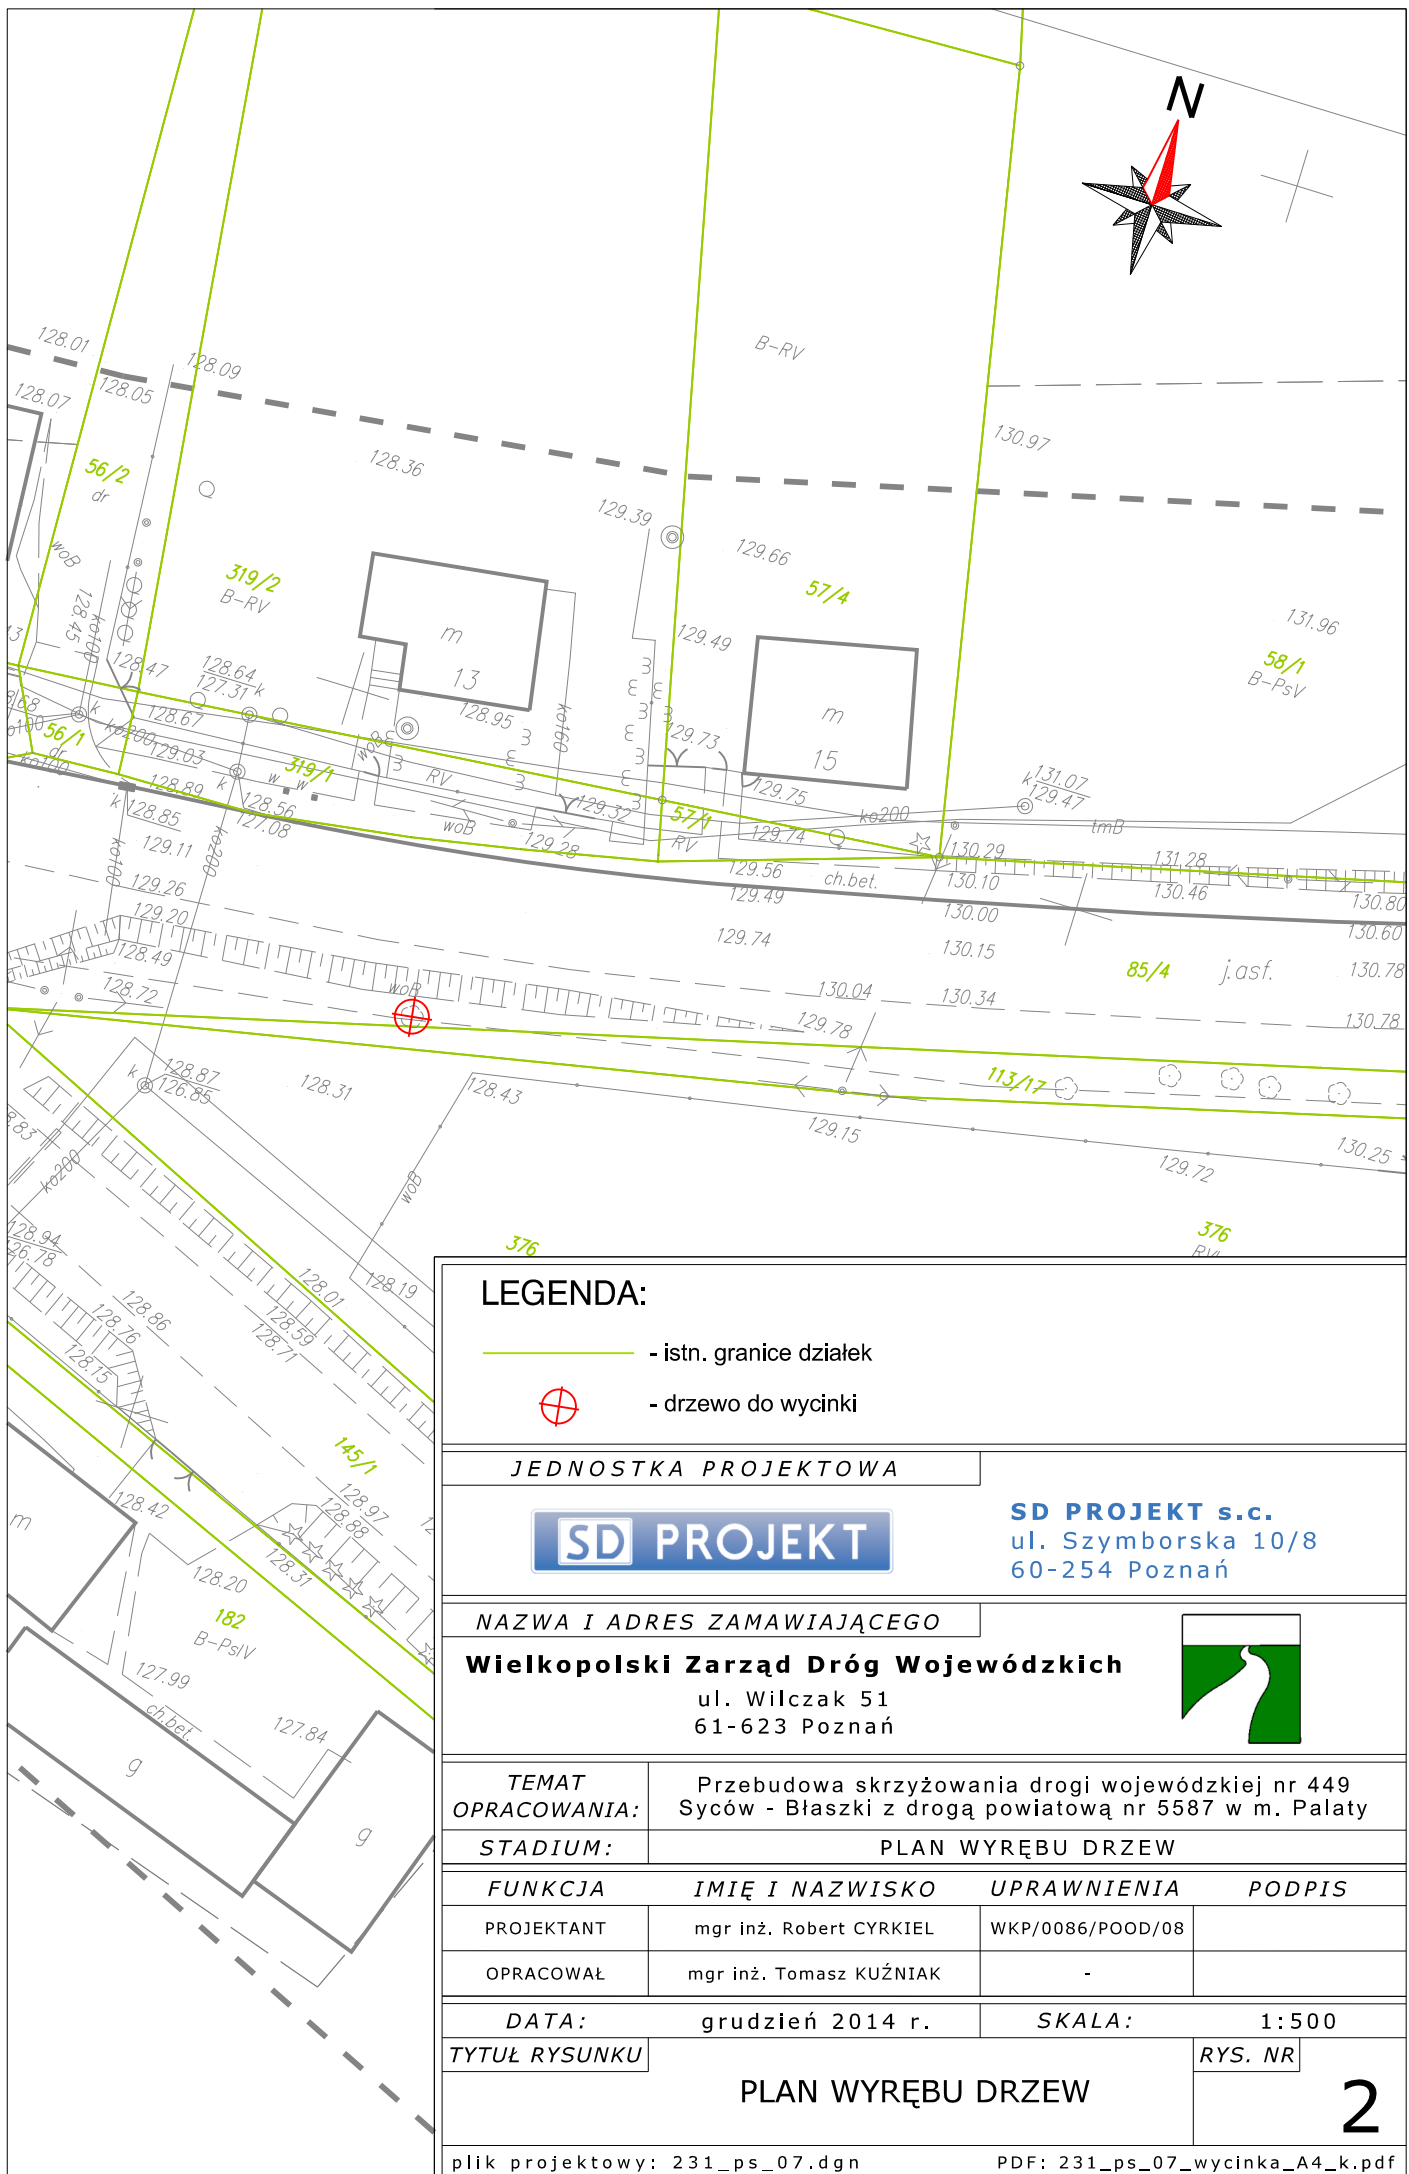 N
128.01
128.09
128.05
128.07
B-RV
130.97
128.36
56/2
dr
129.39
129.66
woB
319/2
B-RV
57/4
128.45
ko100
m
13
129.49
131.96
58/1
B-PsV
128.47
128.64
127.31
k
128.95
ko160
m
15
129.73
k
128.67
ko200
56/1
dr
ko100
129.03
k
319/1
w
w
woB
RV
131.07
129.47
k
129.75
128.89
128.56
127.08
k
128.85
129.32
57/1
RV
129.74
ko200
tmB
woB
129.28
129.11
ko100
ko200
129.56
ch.bet.
130.29
131.28
129.26
129.49
130.10
130.46
130.80
129.20
130.00
130.60
129.74
130.15
128.49
85/4
j.asf.
130.78
128.72
woB
130.04
130.34
129.78
130.78
k
128.87
126.85
128.31
128.43
113/17
129.15
130.25
129.72
ko200
woB
128.94
376
376
128.19
128.01
128.86
128.76
128.59
128.71
128.15
145/1
128.97
128.88
128.42
m
128.31
128.20
182
B-PsIV
127.99
ch.bet.
127.84
g
g
LEGENDA:
- istn. granice działek
- drzewo do wycinki
JEDNOSTKA PROJEKTOWA
SD PROJEKT
SD PROJEKT s.c.
ul. Szymborska 10/8
60-254 Poznań
NAZWA I ADRES ZAMAWIAJĄCEGO
Wielkopolski Zarząd Dróg Wojewódzkich
ul. Wilczak 51
61-623 Poznań
TEMAT
OPRACOWANIA:
Przebudowa skrzyżowania drogi wojewódzkiej nr 449
Syców - Błaszki z drogą powiatową nr 5587 w m. Palaty
STADIUM: PLAN WYRĘBU DRZEW
FUNKCJA IMIĘ I NAZWISKO UPRAWNIENIA PODPIS
PROJEKTANT mgr inż. Robert CYRKIEL WKP/0086/POOD/08
OPRACOWAŁ mgr inż. Tomasz KUŹNIAK -
DATA: grudzień 2014 r. SKALA: 1:500
TYTUŁ RYSUNKU RYS. NR
PLAN WYRĘBU DRZEW 2
plik projektowy: 231_ps_07.dgn PDF: 231_ps_07_wycinka_A4_k.pdf